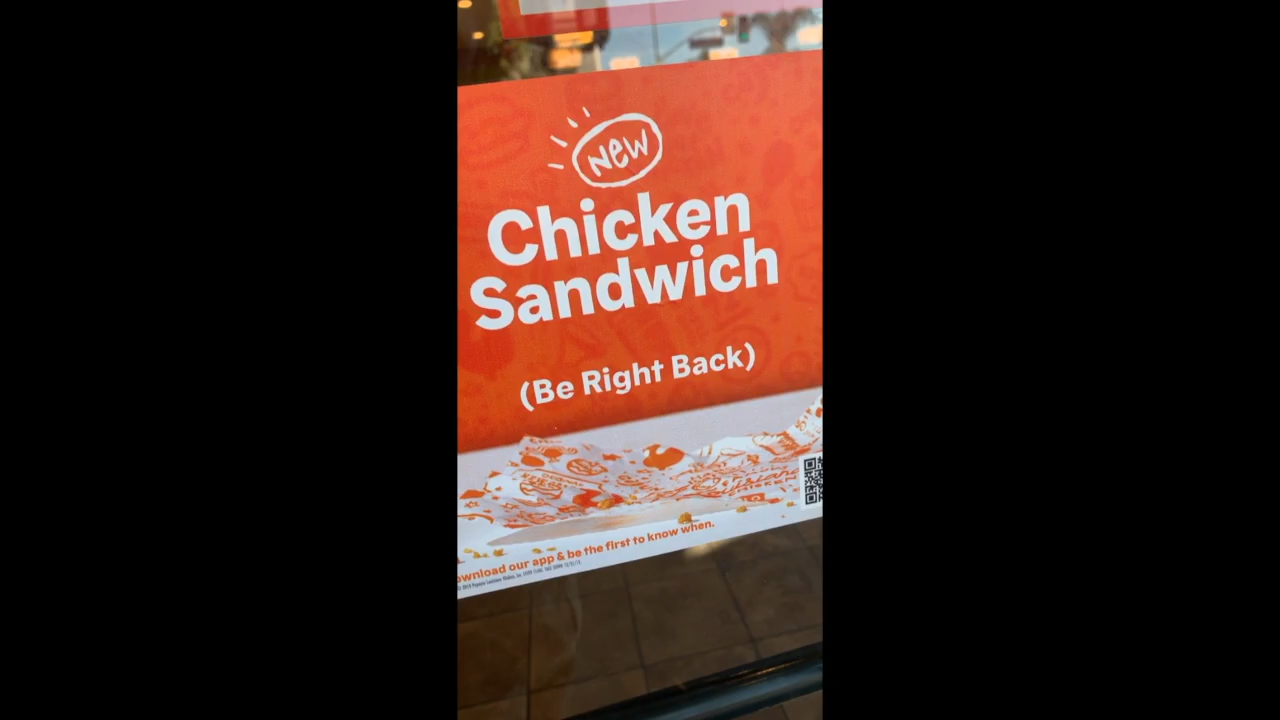 New
Chicken
Sandwich
(Be Right Back)
ownload our app & be the first to know when.